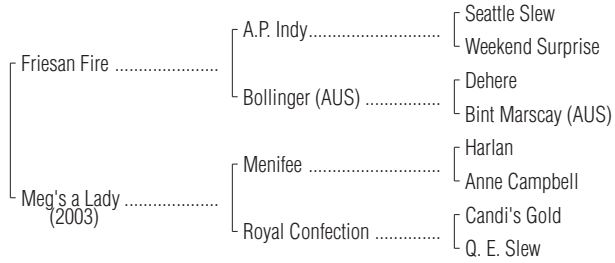 Seattle Slew
A.P. Indy....................................
Weekend Surprise
Friesan Fire ............................
Dehere
Bollinger (AUS) ....................
Bint Marscay (AUS)
Harlan
Menifee ....................................
Anne Campbell
Meg's a Lady .........................
(2003)
Candi's Gold
Royal Confection .................
Q. E. Slew